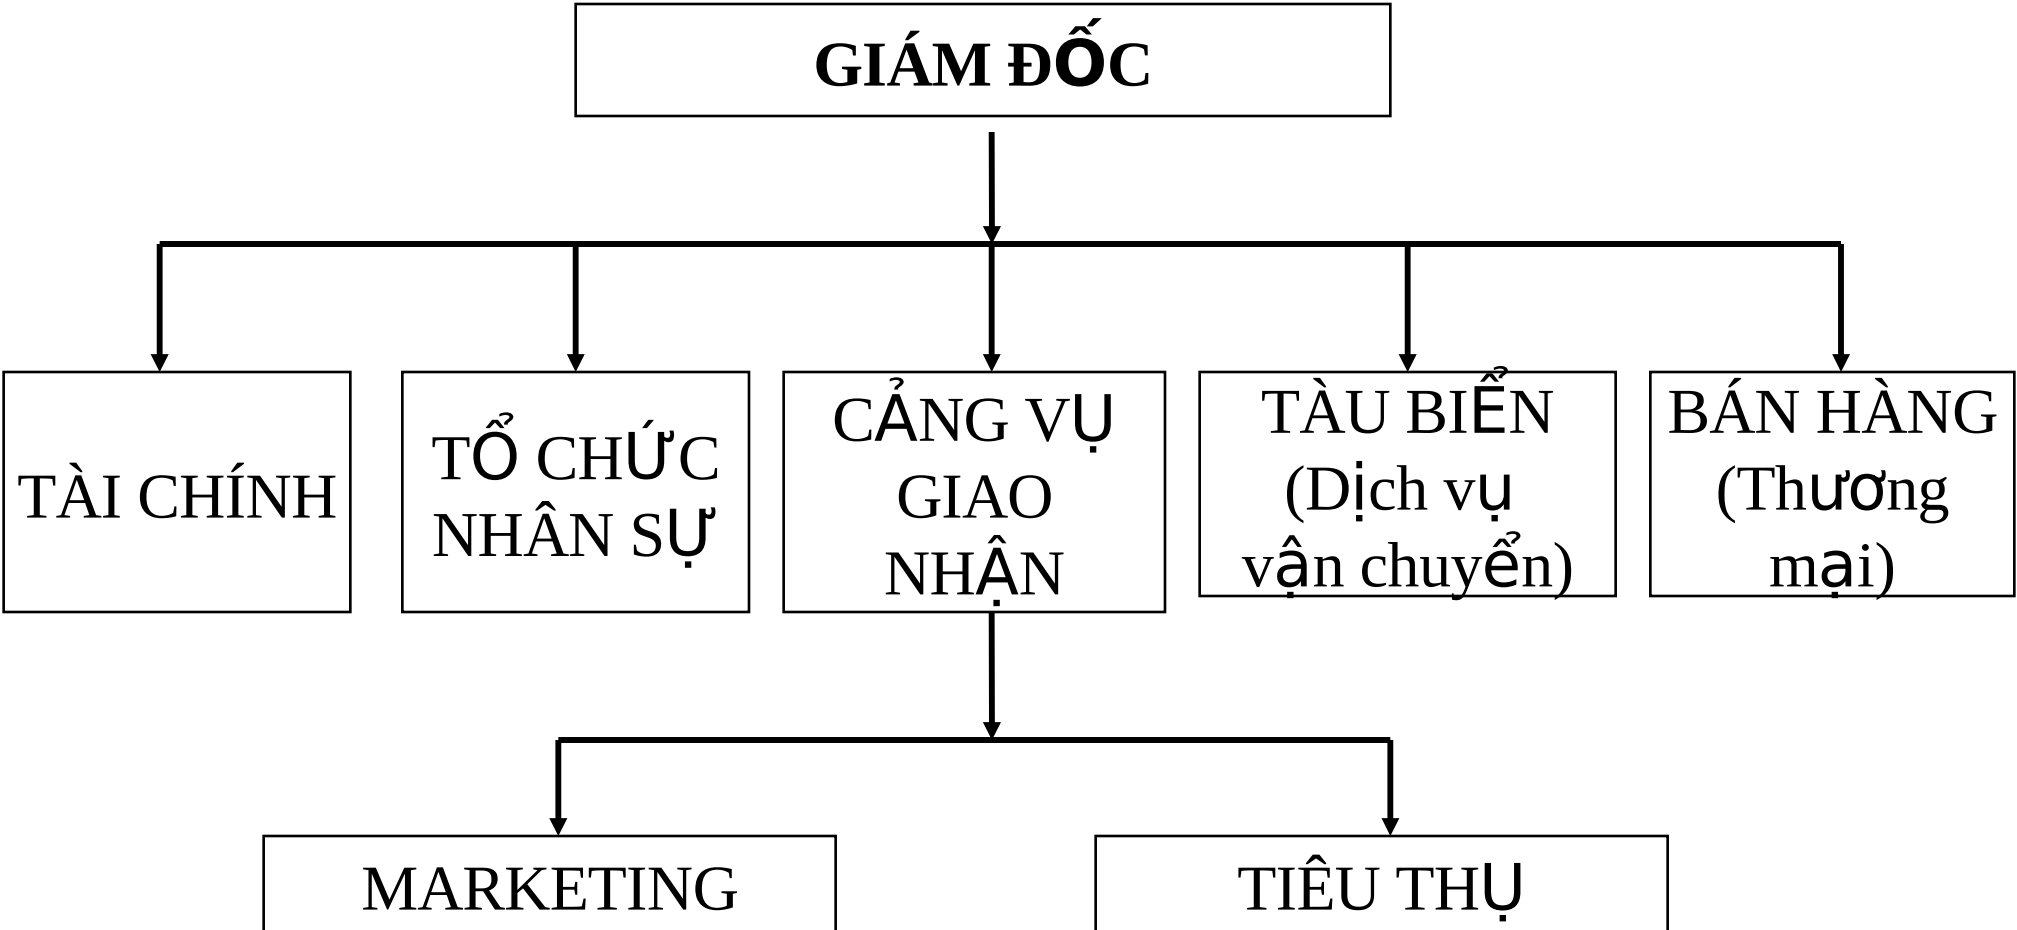 GIÁM ĐỐC
TÀI CHÍNH
TỔ CHỨC
NHÂN SỰ
CẢNG VỤ
GIAO
NHẬN
TÀU BIỂN
(Dịch vụ
vận chuyển)
BÁN HÀNG
(Thương
mại)
MARKETING
TIÊU THỤ